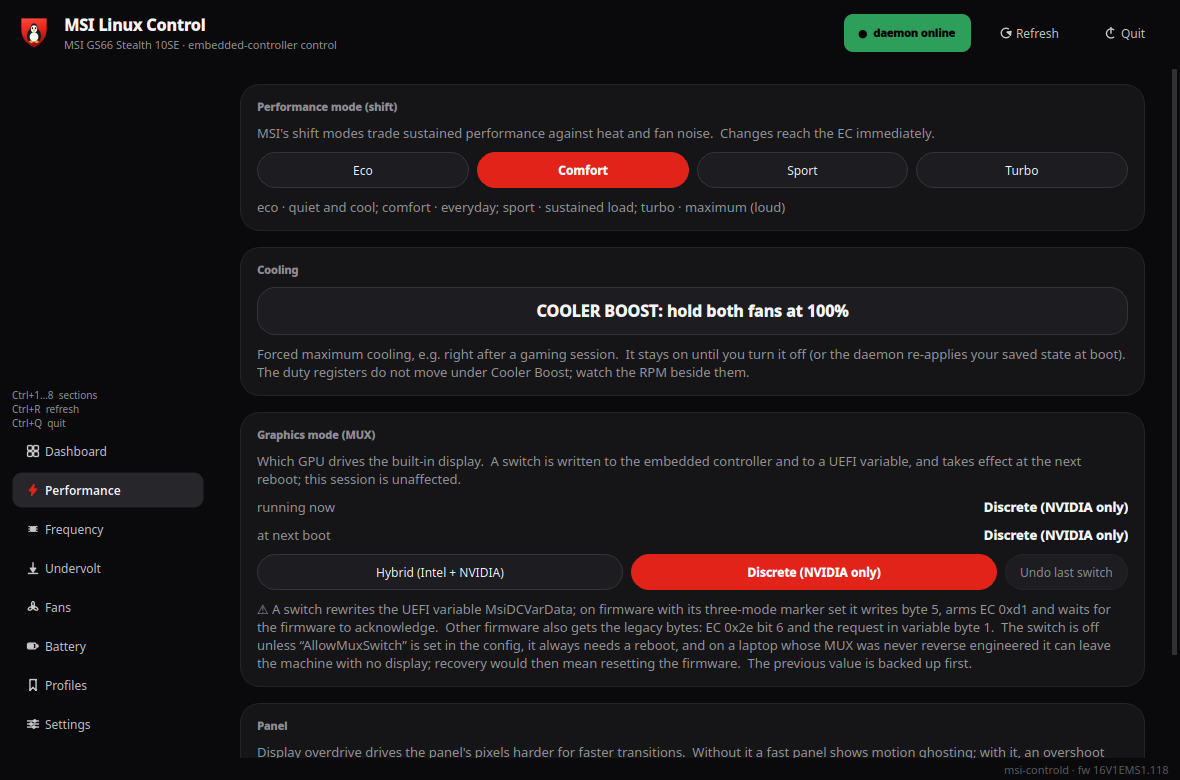 MSI Linux Control
MSI GS66 Stealth 10SE · embedded-controller control
● daemon online
Refresh
Quit
Ctrl+1...8 sections
Ctrl+R refresh
Ctrl+Q quit
Dashboard
Performance
Frequency
Undervolt
Fans
Battery
Profiles
Settings
Performance mode (shift)
MSI's shift modes trade sustained performance against heat and fan noise. Changes reach the EC immediately.
Eco
Comfort
Sport
Turbo
eco · quiet and cool; comfort · everyday; sport · sustained load; turbo · maximum (loud)
Cooling
COOLER BOOST: hold both fans at 100%
Forced maximum cooling, e.g. right after a gaming session. It stays on until you turn it off (or the daemon re-applies your saved state at boot).
The duty registers do not move under Cooler Boost; watch the RPM beside them.
Graphics mode (MUX)
Which GPU drives the built-in display. A switch is written to the embedded controller and to a UEFI variable, and takes effect at the next
reboot; this session is unaffected.
running now
Discrete (NVIDIA only)
at next boot
Discrete (NVIDIA only)
Hybrid (Intel + NVIDIA)
Discrete (NVIDIA only)
Undo last switch
⚠ A switch rewrites the UEFI variable MsiDCVarData; on firmware with its three-mode marker set it writes byte 5, arms EC 0xd1 and waits for
the firmware to acknowledge. Other firmware also gets the legacy bytes: EC 0x2e bit 6 and the request in variable byte 1. The switch is off
unless “AllowMuxSwitch” is set in the config, it always needs a reboot, and on a laptop whose MUX was never reverse engineered it can leave
the machine with no display; recovery would then mean resetting the firmware. The previous value is backed up first.
Panel
Display overdrive drives the panel's pixels harder for faster transitions. Without it a fast panel shows motion ghosting; with it, an overshoot
msi-controld · fw 16V1EMS1.118